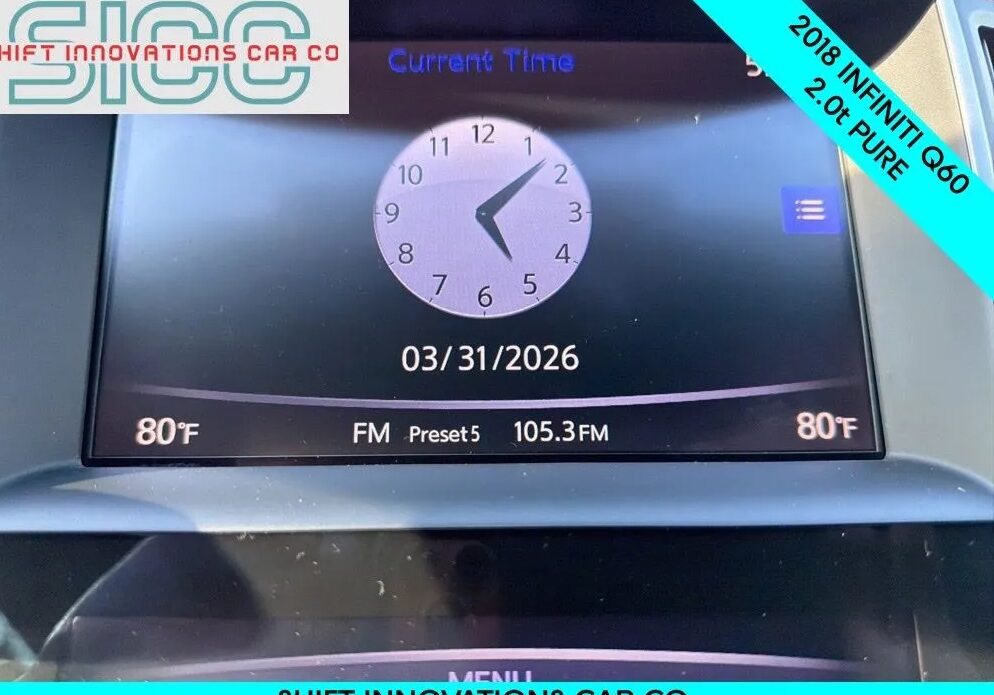 SICC
SHIFT INNOVATIONS CAR CO
Current Time
2018 INFINITI Q60
2.0t PURE
12
11
1
10
2
9
3
8
4
7
5
6
03/31/2026
80°F
FM Preset5 105.3FM
80°F
MENU
SHIFT INNOVATIONS CAR CO